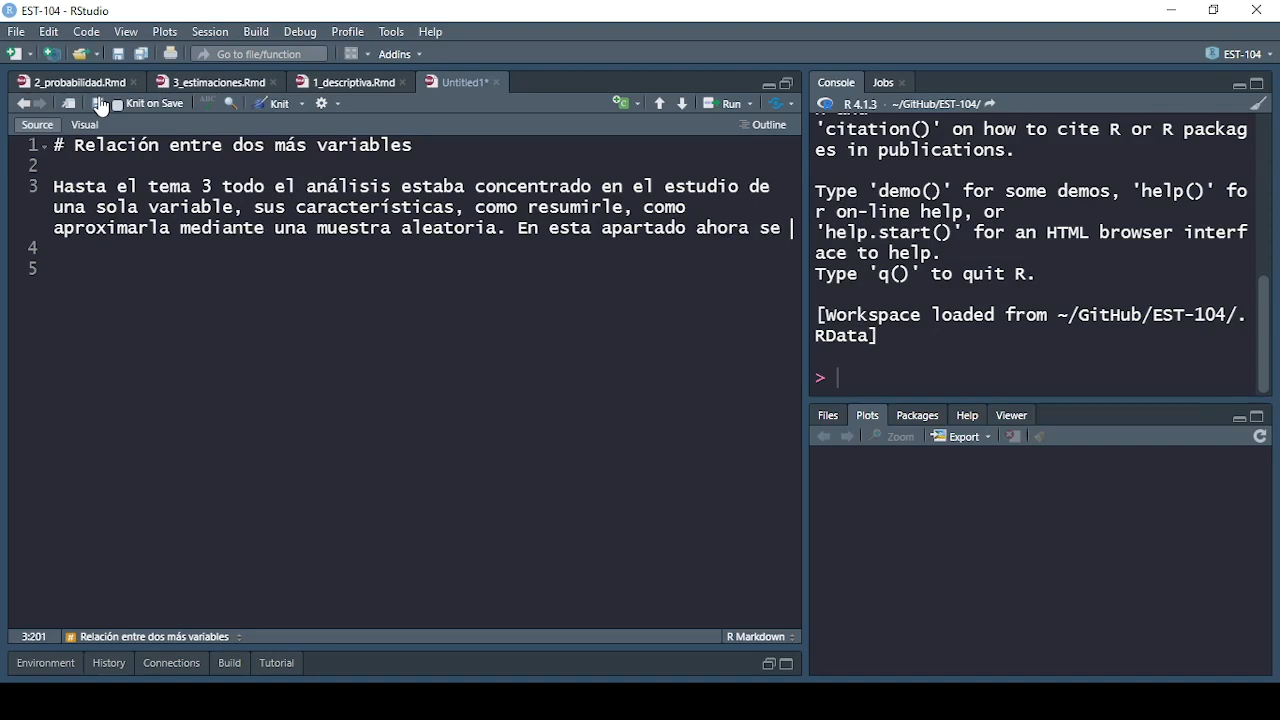 EST-104 - RStudio
File Edit Code View Plots Session Build Debug Profile Tools Help
Go to file/function Addins EST-104
2_probabilidad.Rmd 3_estimaciones.Rmd 1_descriptiva.Rmd Untitled1*
Knit on Save ABC Knit Run
Source Visual Outline
1 # Relación entre dos más variables
2
3 Hasta el tema 3 todo el análisis estaba concentrado en el estudio de
una sola variable, sus características, como resumirle, como
aproximarla mediante una muestra aleatoria. En esta apartado ahora se
4
5
3:201 # Relación entre dos más variables R Markdown
Environment History Connections Build Tutorial
Console Jobs
R 4.1.3 · ~/GitHub/EST-104/
'citation()' on how to cite R or R packag
es in publications.
Type 'demo()' for some demos, 'help()' fo
r on-line help, or
'help.start()' for an HTML browser interf
ace to help.
Type 'q()' to quit R.
[Workspace loaded from ~/GitHub/EST-104/.
RData]
>
Files Plots Packages Help Viewer
Zoom Export